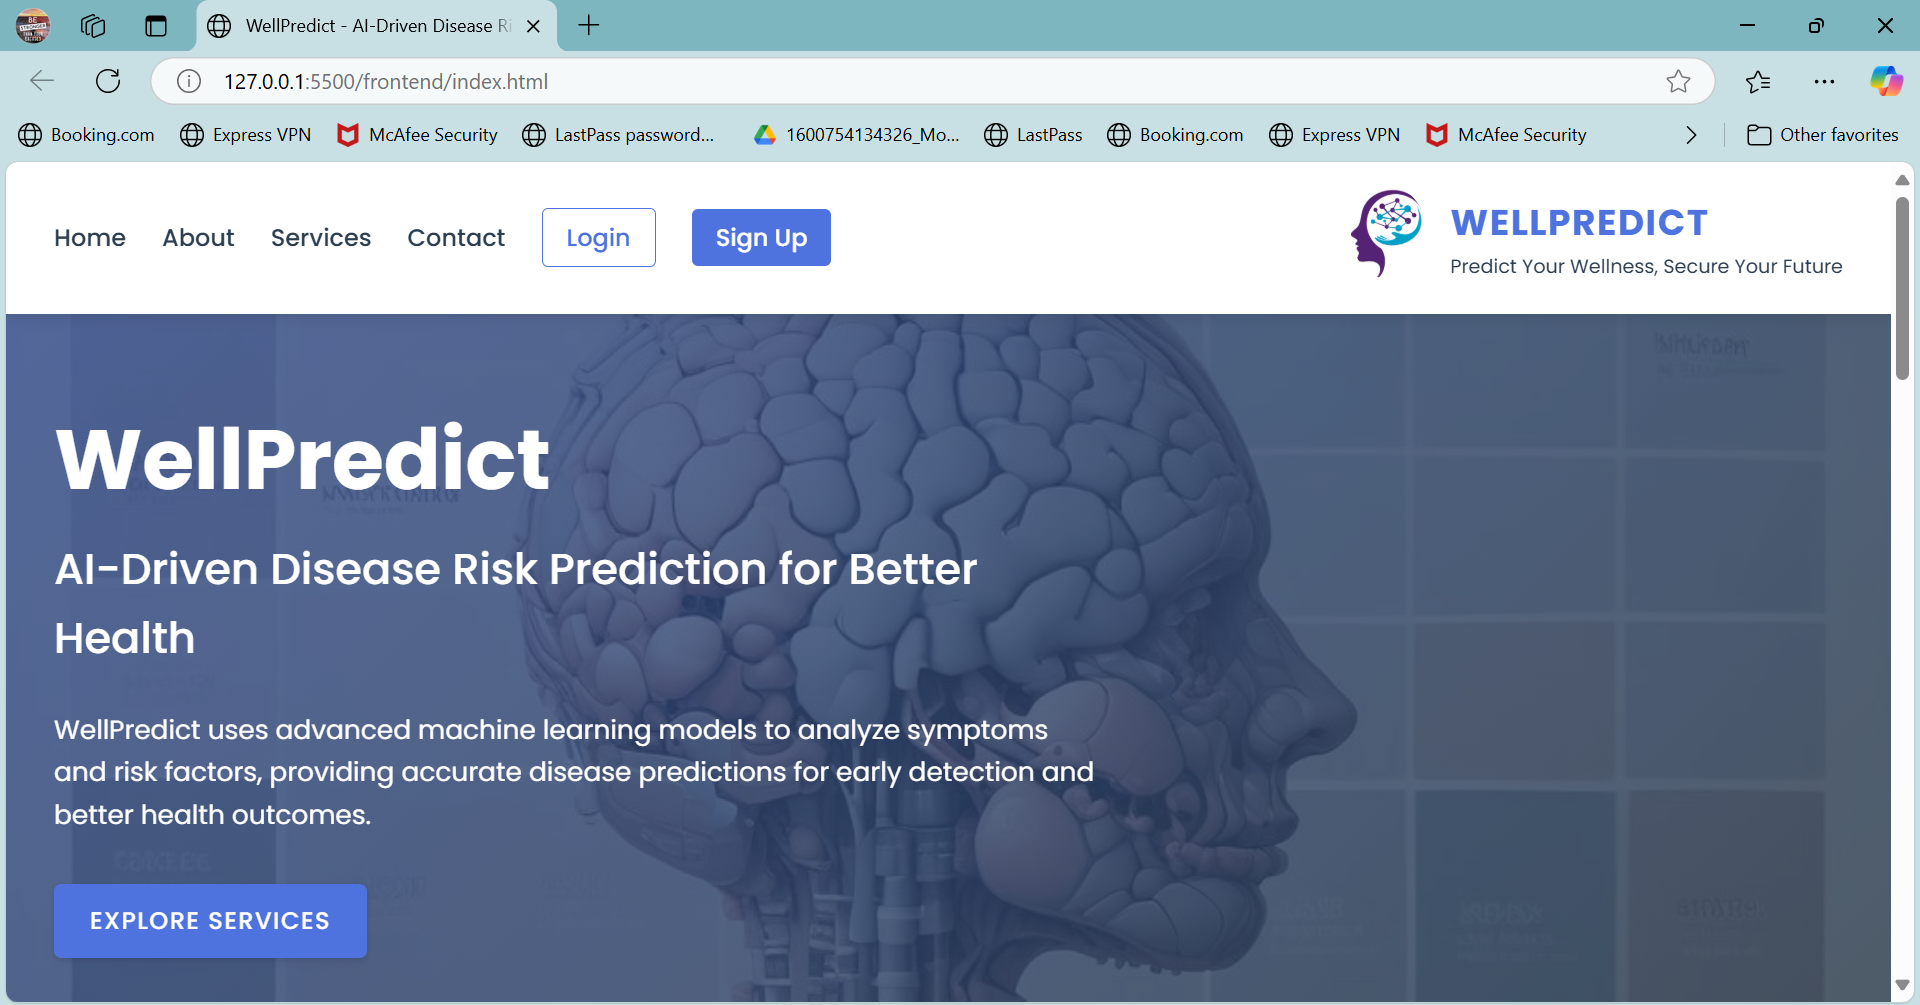 WellPredict - AI-Driven Disease Ri
127.0.0.1:5500/frontend/index.html
Booking.com Express VPN McAfee Security LastPass password... 1600754134326_Mo... LastPass Booking.com Express VPN McAfee Security Other favorites
Home About Services Contact Login Sign Up
WELLPREDICT
Predict Your Wellness, Secure Your Future
WellPredict
AI-Driven Disease Risk Prediction for Better
Health
WellPredict uses advanced machine learning models to analyze symptoms
and risk factors, providing accurate disease predictions for early detection and
better health outcomes.
EXPLORE SERVICES